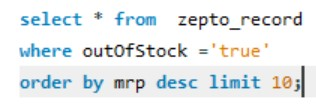 select * from  zepto_record
where outOfStock ='true'
order by mrp desc limit 10;